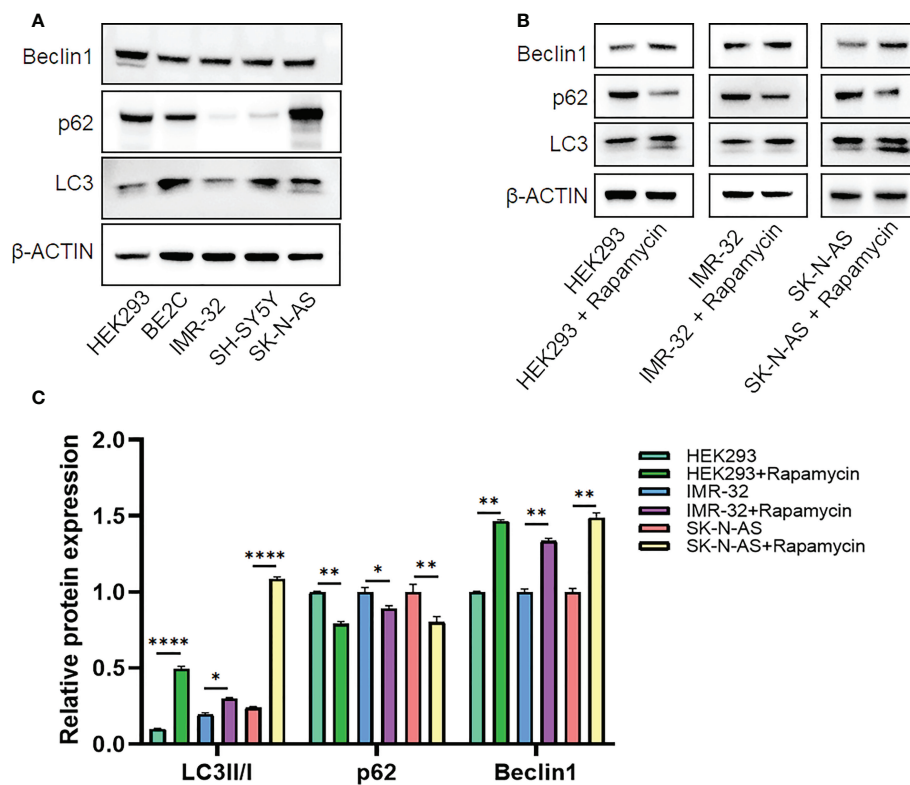 A
Beclin1
p62
LC3
β-ACTIN
HEK293
BE2C
IMR-32
SH-SY5Y
SK-N-AS
B
Beclin1
p62
LC3
β-ACTIN
HEK293
HEK293 + Rapamycin
IMR-32
IMR-32 + Rapamycin
SK-N-AS
SK-N-AS + Rapamycin
C
Relative protein expression
2.0
1.5
1.0
0.5
0.0
****
*
****
**
*
**
**
**
**
LC3II/I
p62
Beclin1
HEK293
HEK293+Rapamycin
IMR-32
IMR-32+Rapamycin
SK-N-AS
SK-N-AS+Rapamycin